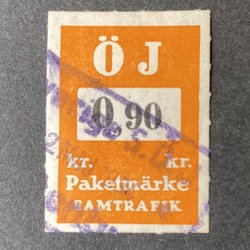 Ö J
0,90
KR. KR.
Paketmärke
SAMTRAFIK